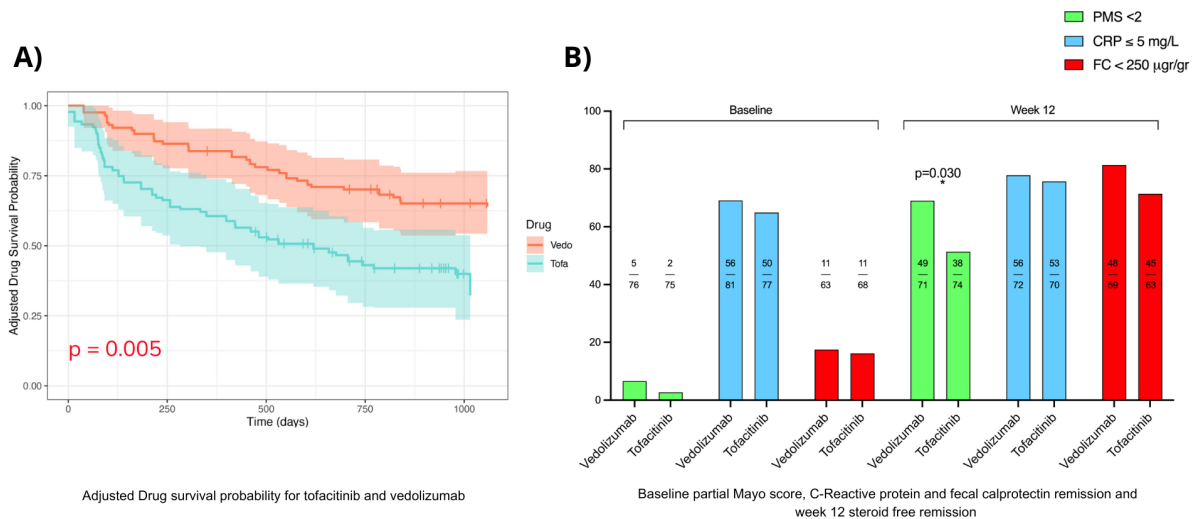 A)
Adjusted Drug Survival Probability
1.00
0.75
0.50
0.25
0.00
p = 0.005
0
250
500
750
1000
Time (days)
Drug
Vedo
Tofa
Adjusted Drug survival probability for tofacitinib and vedolizumab
B)
PMS <2
CRP ≤ 5 mg/L
FC < 250 µgr/gr
Baseline
Week 12
100
80
60
40
20
0
p=0.030
*
5
76
2
75
56
81
50
77
11
63
11
68
49
71
38
74
56
72
53
70
48
59
45
63
Vedolizumab
Tofacitinib
Vedolizumab
Tofacitinib
Vedolizumab
Tofacitinib
Vedolizumab
Tofacitinib
Vedolizumab
Tofacitinib
Vedolizumab
Tofacitinib
Baseline partial Mayo score, C-Reactive protein and fecal calprotectin remission and
week 12 steroid free remission